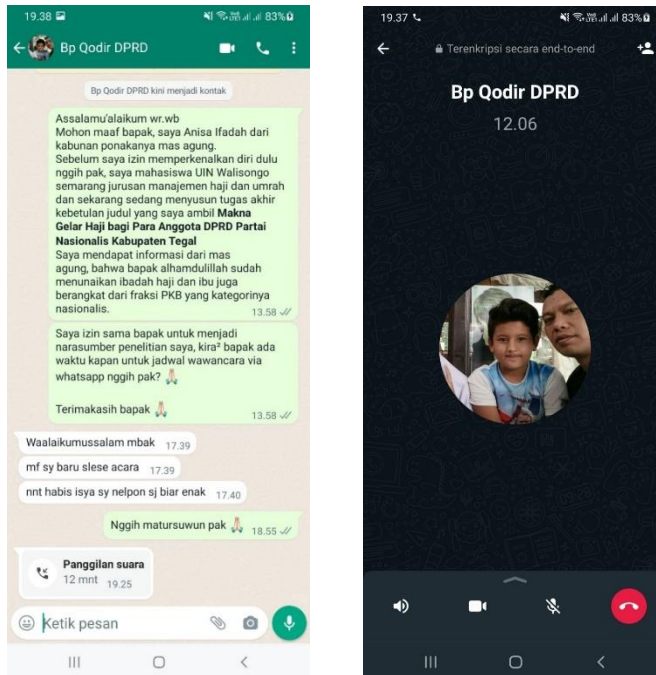 19.38
83%
Bp Qodir DPRD
Bp Qodir DPRD kini menjadi kontak
Assalamu'alaikum wr.wb
Mohon maaf bapak, saya Anisa Ifadah dari
kabunan ponakanya mas agung.
Sebelum saya izin memperkenalkan diri dulu
nggih pak, saya mahasiswa UIN Walisongo
semarang jurusan manajemen haji dan umrah
dan sekarang sedang menyusun tugas akhir
kebetulan judul yang saya ambil Makna
Gelar Haji bagi Para Anggota DPRD Partai
Nasionalis Kabupaten Tegal
Saya mendapat informasi dari mas
agung, bahwa bapak alhamdulillah sudah
menunaikan ibadah haji dan ibu juga
berangkat dari fraksi PKB yang kategorinya
nasionalis. 13.58
Saya izin sama bapak untuk menjadi
narasumber penelitian saya, kira² bapak ada
waktu kapan untuk jadwal wawancara via
whatsapp nggih pak? 🙏🏻
Terimakasih bapak 🙏🏻 13.58
Waalaikumussalam mbak 17.39
mf sy baru slese acara 17.39
nnt habis isya sy nelpon sj biar enak 17.40
Nggih matursuwun pak 🙏🏻 18.55
Panggilan suara
12 mnt 19.25
Ketik pesan
19.37
83%
Terenkripsi secara end-to-end
Bp Qodir DPRD
12.06